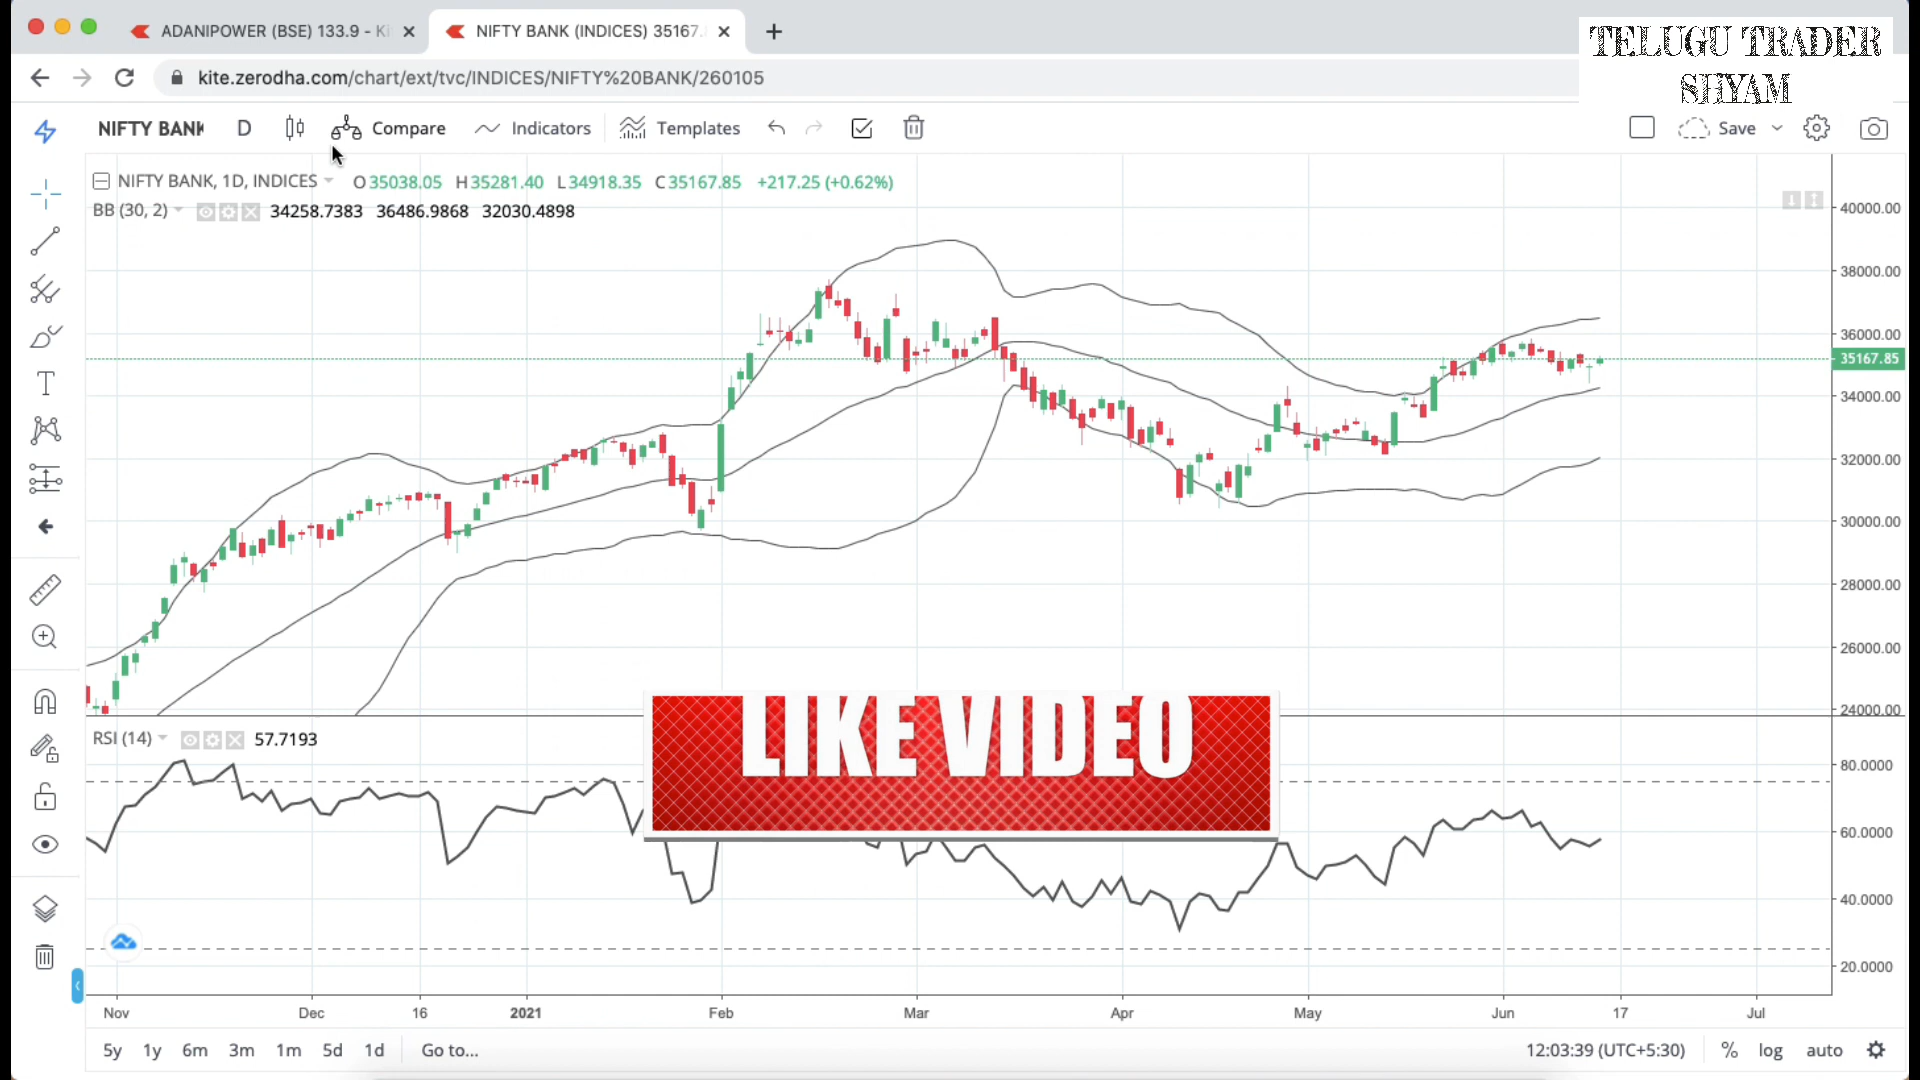 ADANIPOWER (BSE) 133.9 - Ki
NIFTY BANK (INDICES) 35167.
TELUGU TRADER
SHYAM
kite.zerodha.com/chart/ext/tvc/INDICES/NIFTY%20BANK/260105
NIFTY BANK D Compare Indicators Templates Save
NIFTY BANK, 1D, INDICES O35038.05 H35281.40 L34918.35 C35167.85 +217.25 (+0.62%)
BB (30, 2) 34258.7383 36486.9868 32030.4898
40000.00
38000.00
36000.00
35167.85
34000.00
32000.00
30000.00
28000.00
26000.00
24000.00
LIKE VIDEO
RSI (14) 57.7193
80.0000
60.0000
40.0000
20.0000
Nov Dec 16 2021 Feb Mar Apr May Jun 17 Jul
5y 1y 6m 3m 1m 5d 1d Go to... 12:03:39 (UTC+5:30) % log auto